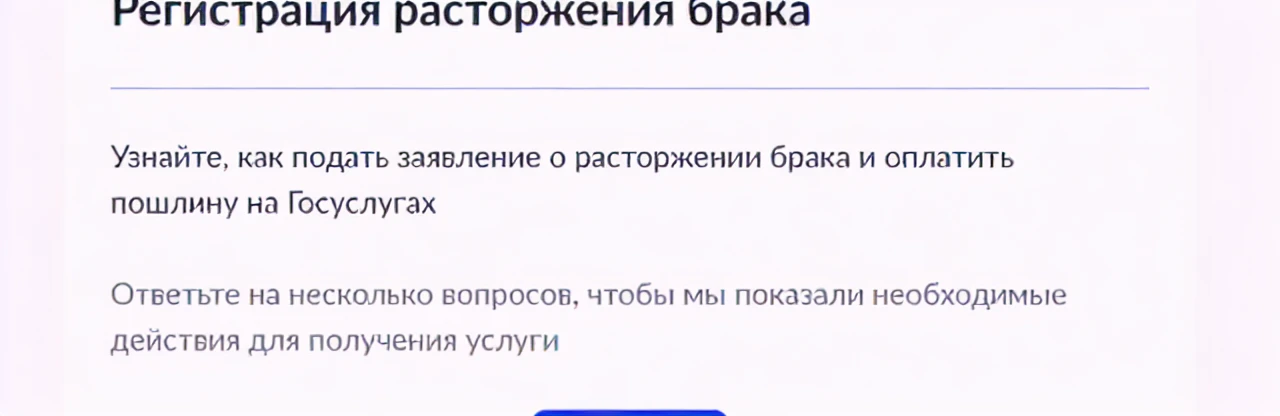 Регистрация расторжения брака
Узнайте, как подать заявление о расторжении брака и оплатить
пошлину на Госуслугах
Ответьте на несколько вопросов, чтобы мы показали необходимые
действия для получения услуги